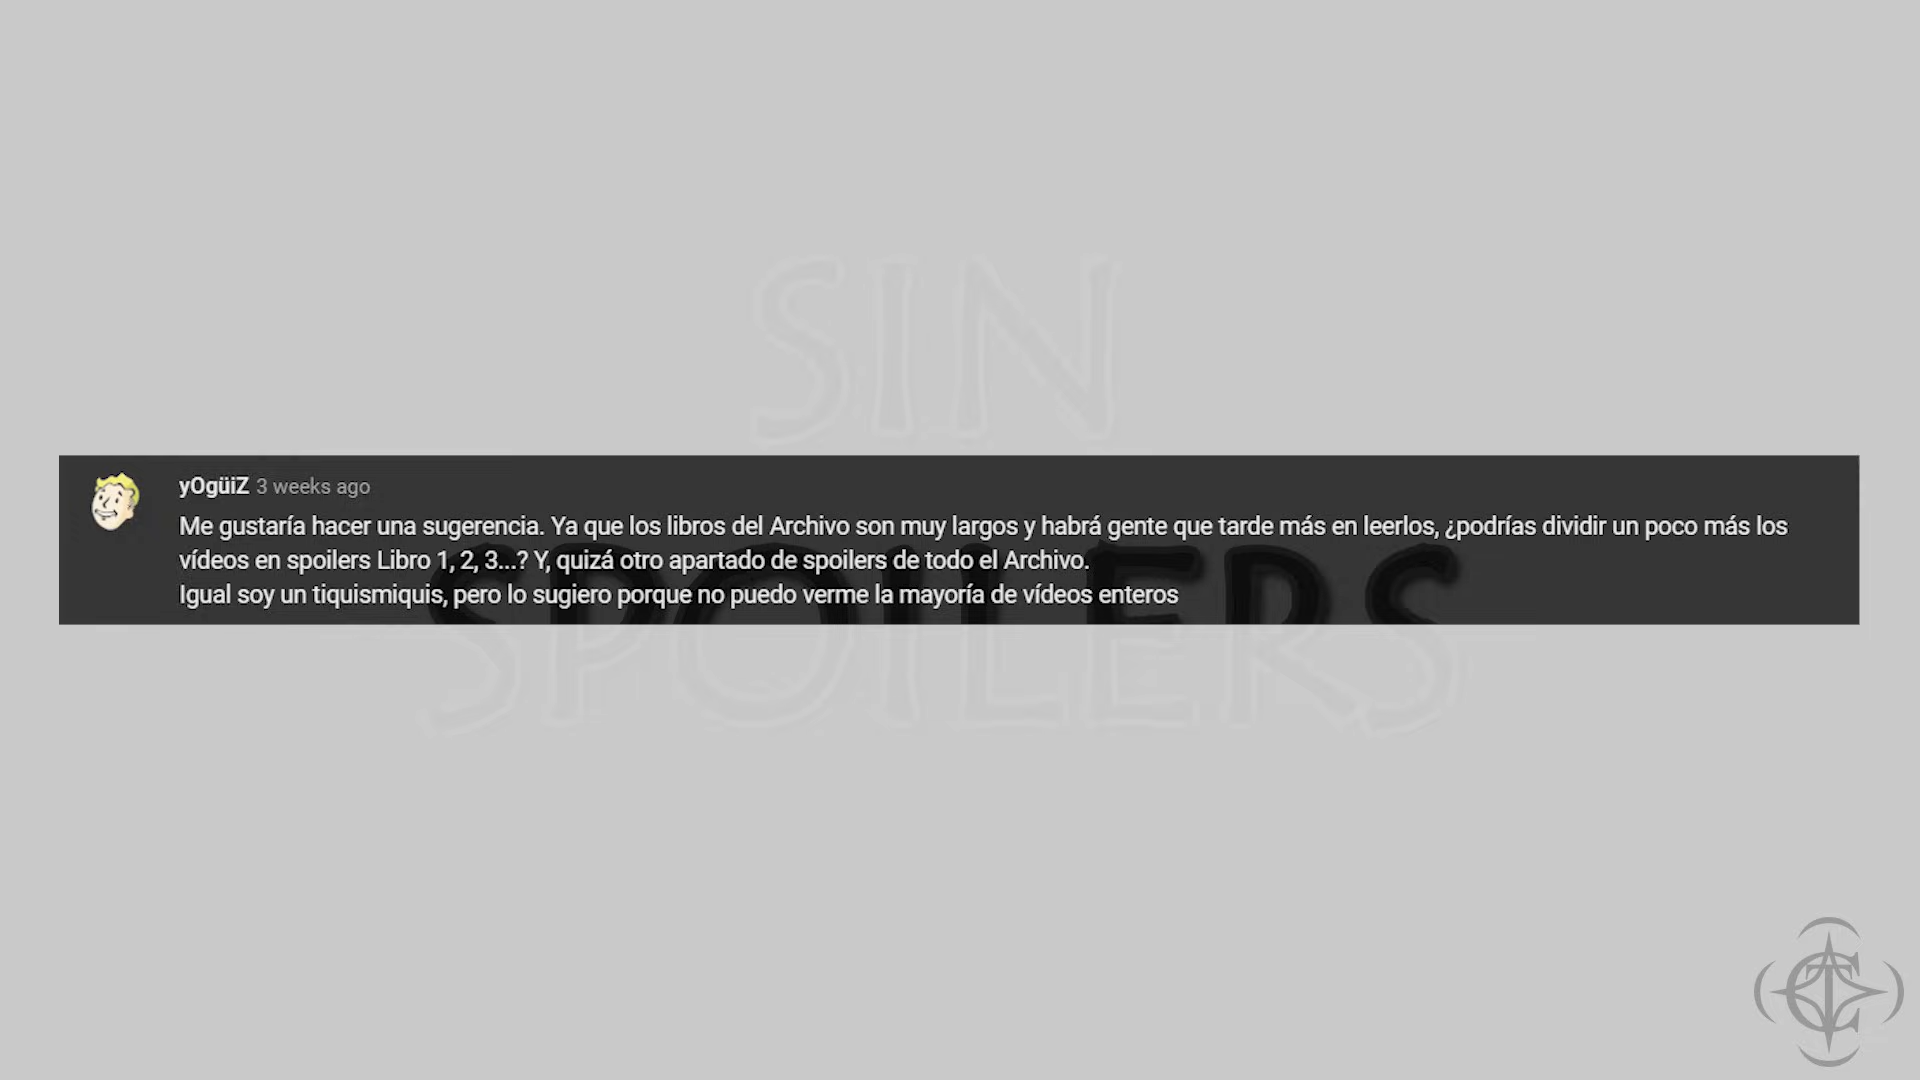 SIN
yOgüiZ 3 weeks ago
Me gustaría hacer una sugerencia. Ya que los libros del Archivo son muy largos y habrá gente que tarde más en leerlos, ¿podrías dividir un poco más los
vídeos en spoilers Libro 1, 2, 3...? Y, quizá otro apartado de spoilers de todo el Archivo.
Igual soy un tiquismiquis, pero lo sugiero porque no puedo verme la mayoría de vídeos enteros
SPOILERS